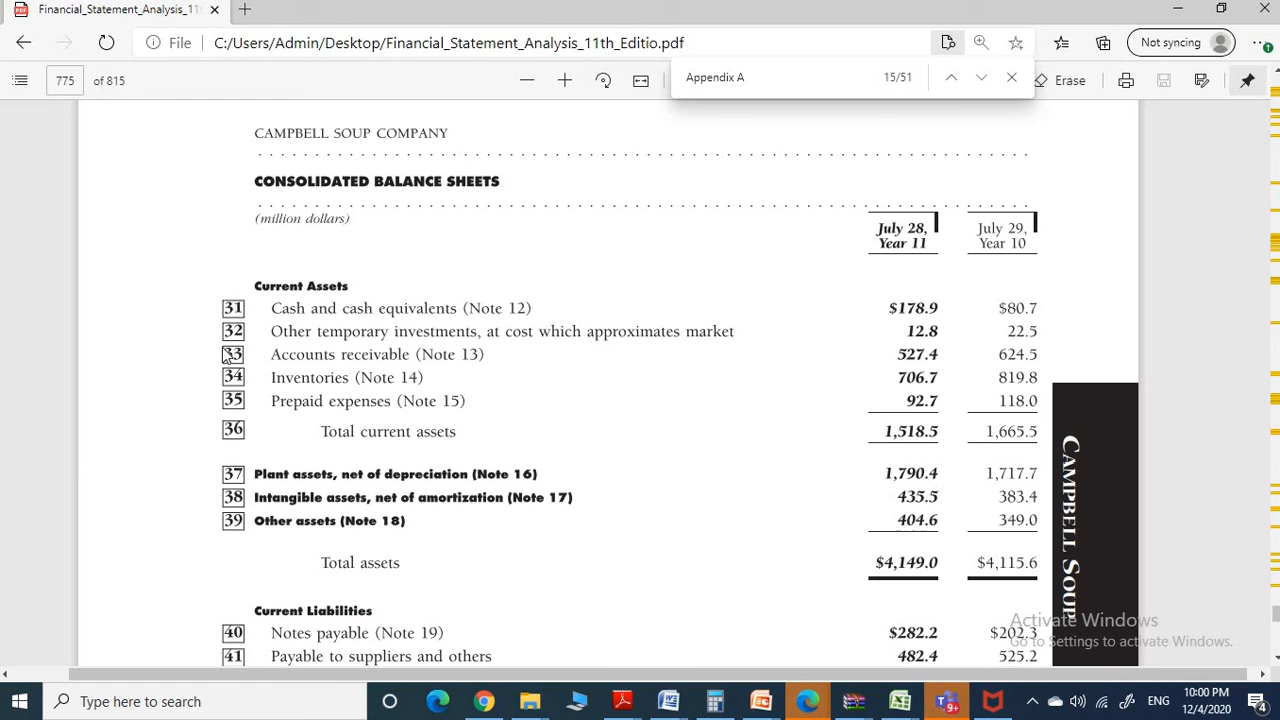 Financial_Statement_Analysis_11
File C:/Users/Admin/Desktop/Financial_Statement_Analysis_11th_Editio.pdf Not syncing
775 of 815 Erase
Appendix A 15/51
CAMPBELL SOUP COMPANY
CONSOLIDATED BALANCE SHEETS
(million dollars)
July 28, July 29,
Year 11 Year 10
Current Assets
31 Cash and cash equivalents (Note 12) $178.9 $80.7
32 Other temporary investments, at cost which approximates market 12.8 22.5
33 Accounts receivable (Note 13) 527.4 624.5
34 Inventories (Note 14) 706.7 819.8
35 Prepaid expenses (Note 15) 92.7 118.0
36 Total current assets 1,518.5 1,665.5
37 Plant assets, net of depreciation (Note 16) 1,790.4 1,717.7
38 Intangible assets, net of amortization (Note 17) 435.5 383.4
39 Other assets (Note 18) 404.6 349.0
Total assets $4,149.0 $4,115.6
Current Liabilities
40 Notes payable (Note 19) $282.2 $202.3
41 Payable to suppliers and others 482.4 525.2
CAMPBELL SOUP
Activate Windows
Go to Settings to activate Windows.
Type here to search
ENG 10:00 PM
12/4/2020
9+
4